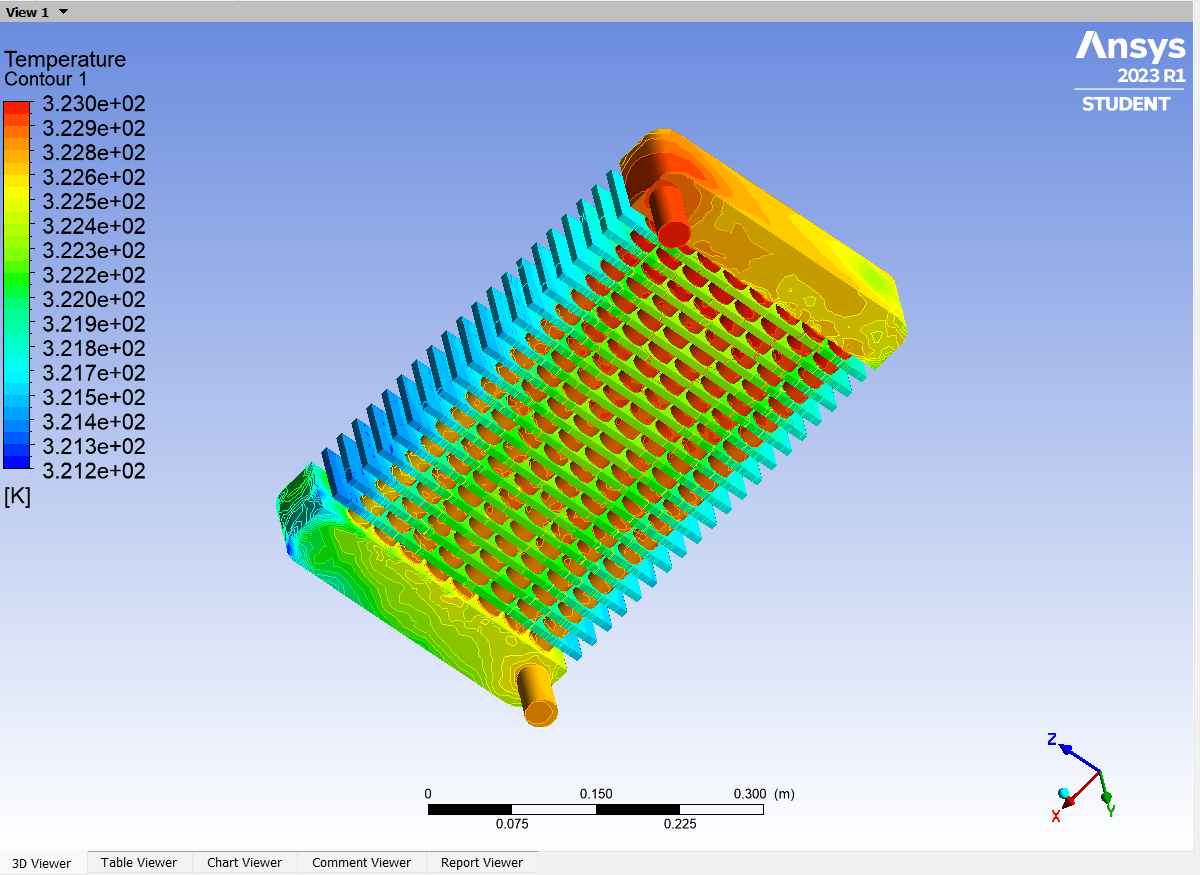 View 1
Temperature
Contour 1
3.230e+02
3.229e+02
3.228e+02
3.226e+02
3.225e+02
3.224e+02
3.223e+02
3.222e+02
3.220e+02
3.219e+02
3.218e+02
3.217e+02
3.215e+02
3.214e+02
3.213e+02
3.212e+02
[K]
Ansys
2023 R1
STUDENT
0 0.150 0.300 (m)
0.075 0.225
Z
X Y
3D Viewer Table Viewer Chart Viewer Comment Viewer Report Viewer